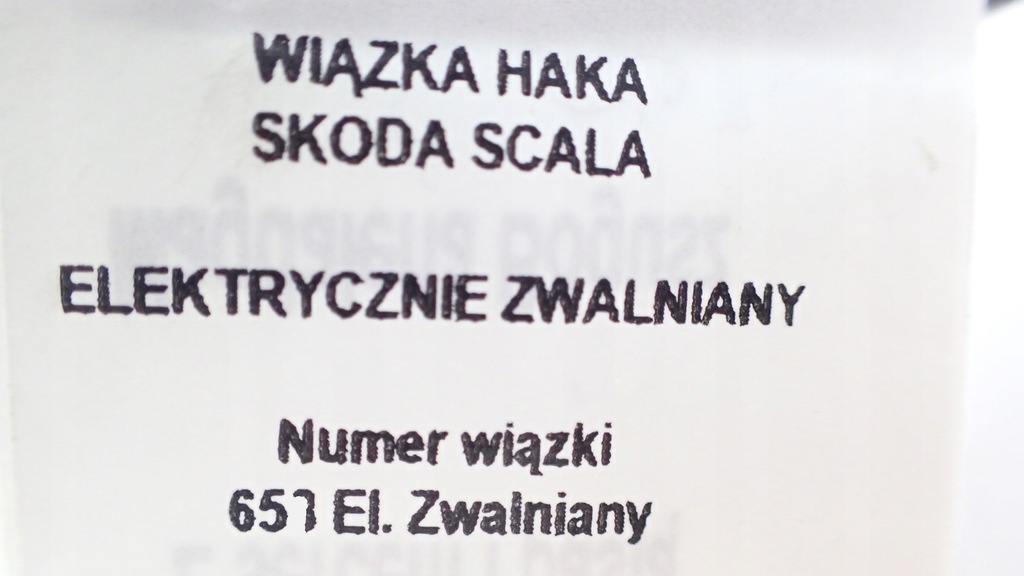 WIĄZKA HAKA
SKODA SCALA
ELEKTRYCZNIE ZWALNIANY
Numer wiązki
El. Zwalniany